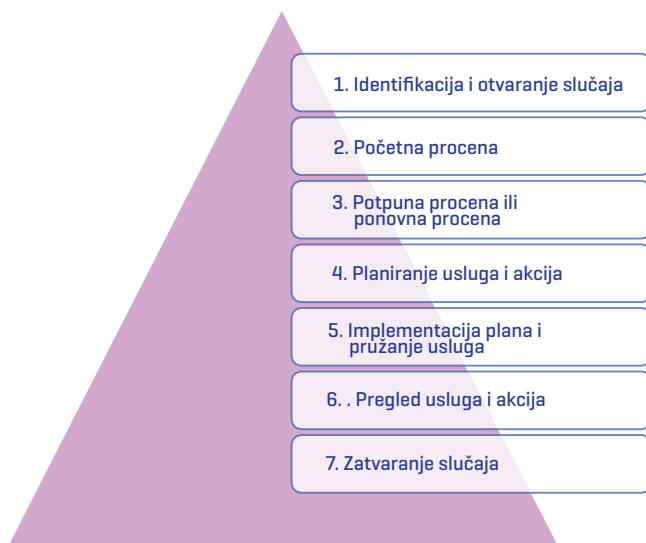 1. Identifikacija i otvaranje slučaja
2. Početna procena
3. Potpuna procena ili
ponovna procena
4. Planiranje usluga i akcija
5. Implementacija plana i
pružanje usluga
6. . Pregled usluga i akcija
7. Zatvaranje slučaja